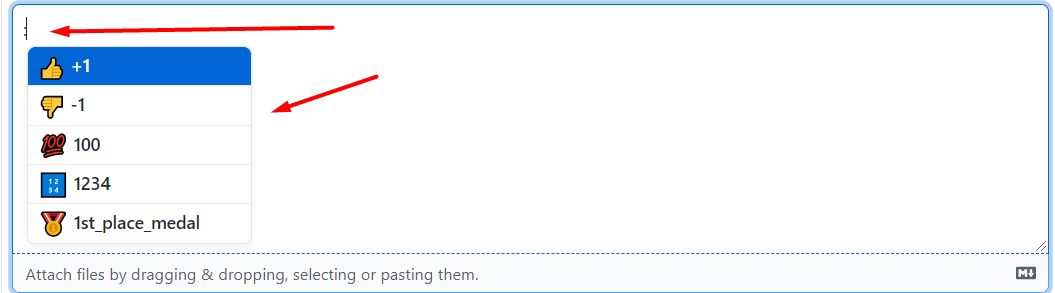 :
+1
-1
100
1234
1st_place_medal
Attach files by dragging & dropping, selecting or pasting them.